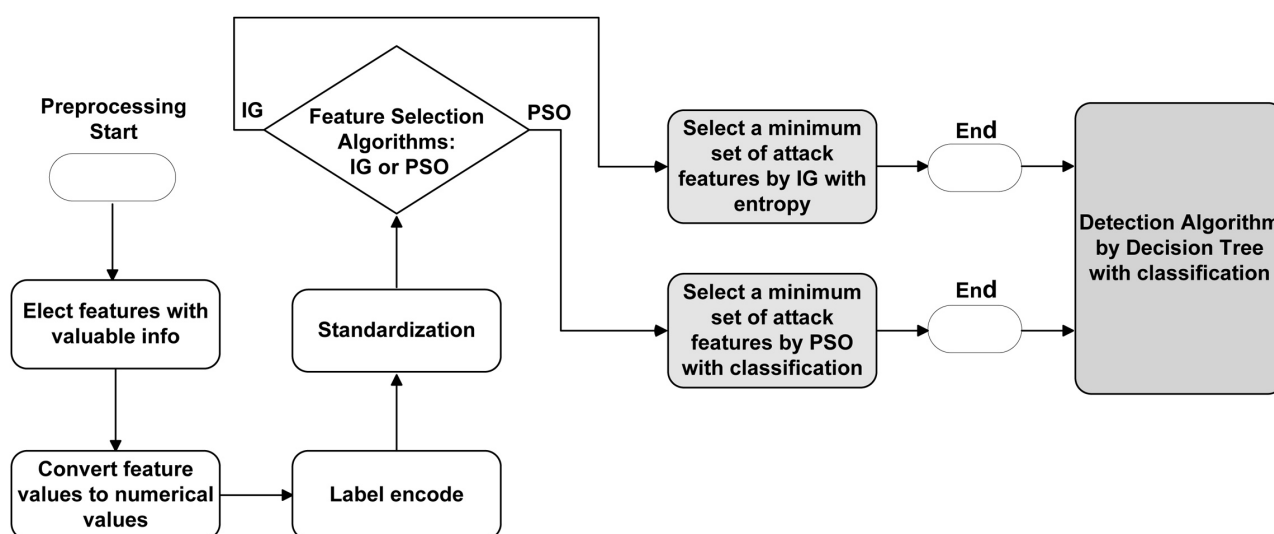 Preprocessing
Start
Elect features with
valuable info
Convert feature
values to numerical
values
Label encode
Standardization
IG
Feature Selection
Algorithms:
IG or PSO
PSO
Select a minimum
set of attack
features by IG with
entropy
End
Select a minimum
set of attack
features by PSO
with classification
End
Detection Algorithm
by Decision Tree
with classification